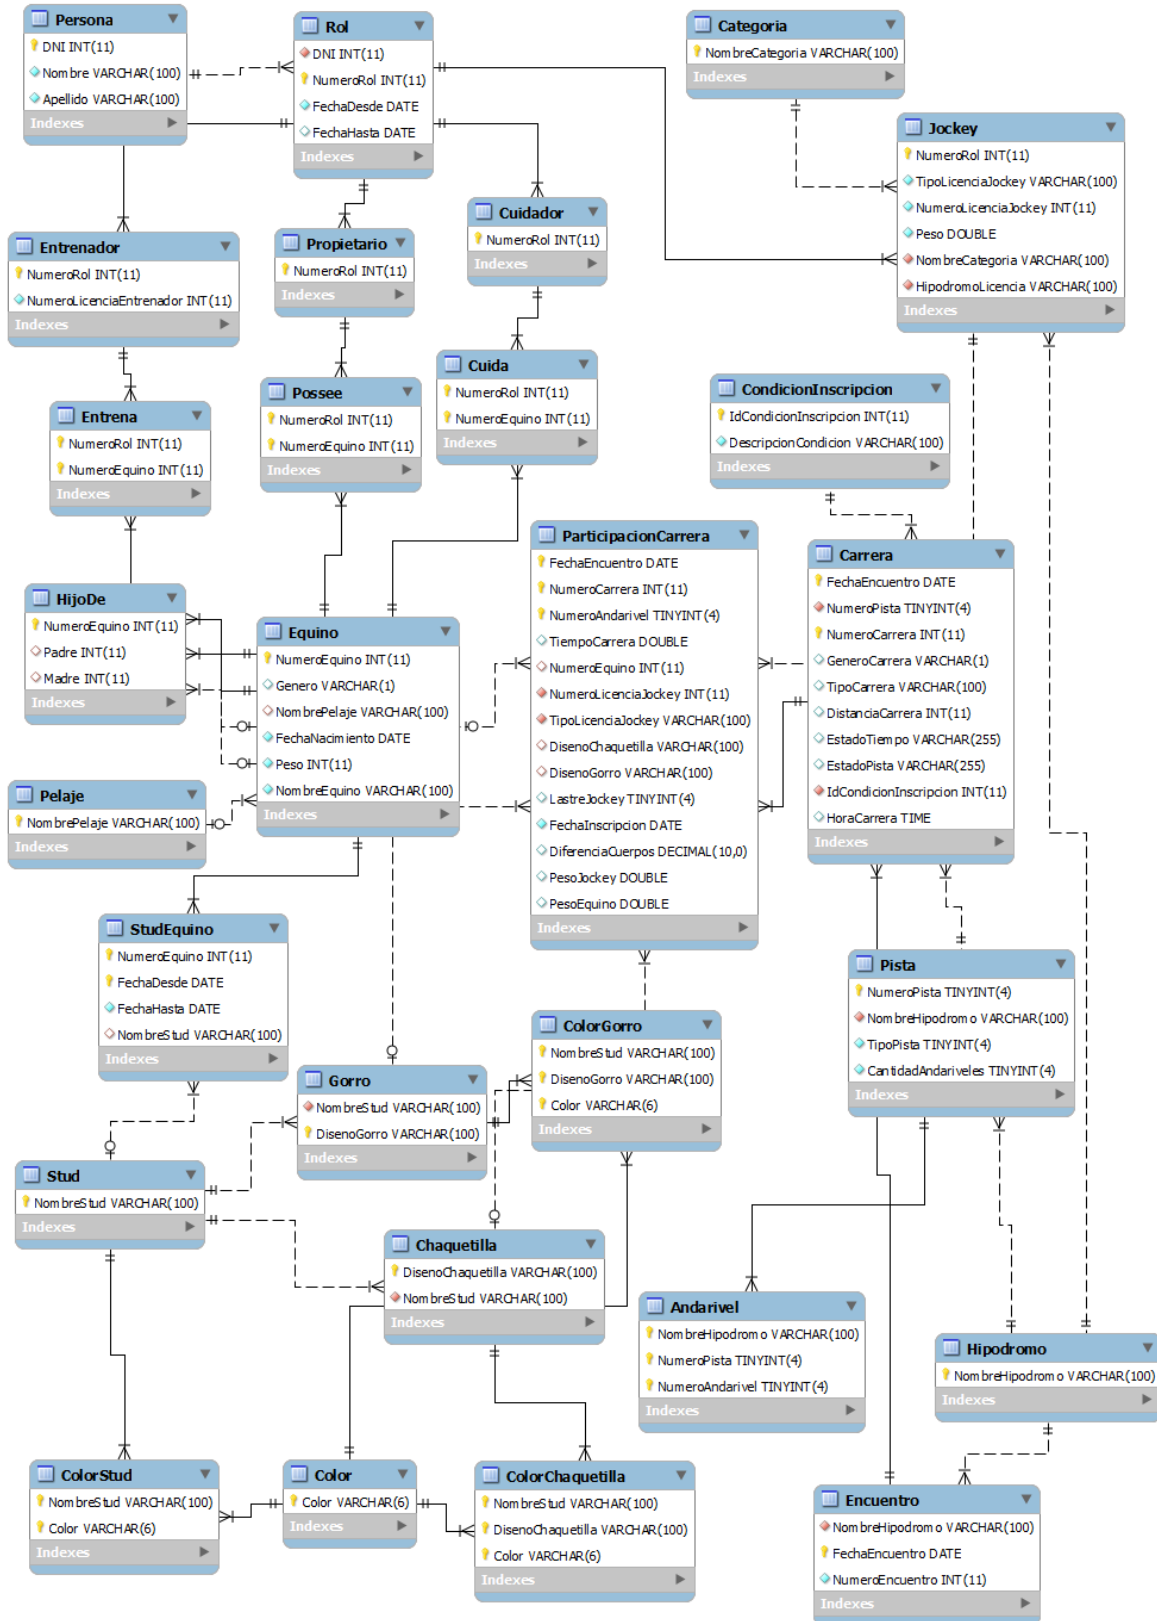 Persona
DNI INT(11)
Nombre VARCHAR(100)
Apellido VARCHAR(100)
Indexes
Rol
DNI INT(11)
NumeroRol INT(11)
FechaDesde DATE
FechaHasta DATE
Indexes
Categoria
NombreCategoria VARCHAR(100)
Indexes
Jockey
NumeroRol INT(11)
TipoLicenciaJockey VARCHAR(100)
NumeroLicenciaJockey INT(11)
Peso DOUBLE
NombreCategoria VARCHAR(100)
HipodromoLicencia VARCHAR(100)
Indexes
Entrenador
NumeroRol INT(11)
NumeroLicenciaEntrenador INT(11)
Indexes
Propietario
NumeroRol INT(11)
Indexes
Cuidador
NumeroRol INT(11)
Indexes
Entrena
NumeroRol INT(11)
NumeroEquino INT(11)
Indexes
Possee
NumeroRol INT(11)
NumeroEquino INT(11)
Indexes
Cuida
NumeroRol INT(11)
NumeroEquino INT(11)
Indexes
CondicionInscripcion
IdCondicionInscripcion INT(11)
DescripcionCondicion VARCHAR(100)
Indexes
HijoDe
NumeroEquino INT(11)
Padre INT(11)
Madre INT(11)
Indexes
Equino
NumeroEquino INT(11)
Genero VARCHAR(1)
NombrePelaje VARCHAR(100)
FechaNacimiento DATE
Peso INT(11)
NombreEquino VARCHAR(100)
Indexes
ParticipacionCarrera
FechaEncuentro DATE
NumeroCarrera INT(11)
NumeroAndarivel TINYINT(4)
TiempoCarrera DOUBLE
NumeroEquino INT(11)
NumeroLicenciaJockey INT(11)
TipoLicenciaJockey VARCHAR(100)
DisenoChaquetilla VARCHAR(100)
DisenoGorro VARCHAR(100)
LastreJockey TINYINT(4)
FechaInscripcion DATE
DiferenciaCuerpos DECIMAL(10,0)
PesoJockey DOUBLE
PesoEquino DOUBLE
Indexes
Carrera
FechaEncuentro DATE
NumeroPista TINYINT(4)
NumeroCarrera INT(11)
GeneroCarrera VARCHAR(1)
TipoCarrera VARCHAR(100)
DistanciaCarrera INT(11)
EstadoTiempo VARCHAR(255)
EstadoPista VARCHAR(255)
IdCondicionInscripcion INT(11)
HoraCarrera TIME
Indexes
Pelaje
NombrePelaje VARCHAR(100)
Indexes
StudEquino
NumeroEquino INT(11)
FechaDesde DATE
FechaHasta DATE
NombreStud VARCHAR(100)
Indexes
Pista
NumeroPista TINYINT(4)
NombreHipodromo VARCHAR(100)
TipoPista TINYINT(4)
CantidadAndariveles TINYINT(4)
Indexes
ColorGorro
NombreStud VARCHAR(100)
DisenoGorro VARCHAR(100)
Color VARCHAR(6)
Indexes
Gorro
NombreStud VARCHAR(100)
DisenoGorro VARCHAR(100)
Indexes
Stud
NombreStud VARCHAR(100)
Indexes
Chaquetilla
DisenoChaquetilla VARCHAR(100)
NombreStud VARCHAR(100)
Indexes
Andarivel
NombreHipodromo VARCHAR(100)
NumeroPista TINYINT(4)
NumeroAndarivel TINYINT(4)
Indexes
Hipodromo
NombreHipodromo VARCHAR(100)
Indexes
ColorStud
NombreStud VARCHAR(100)
Color VARCHAR(6)
Indexes
Color
Color VARCHAR(6)
Indexes
ColorChaquetilla
NombreStud VARCHAR(100)
DisenoChaquetilla VARCHAR(100)
Color VARCHAR(6)
Indexes
Encuentro
NombreHipodromo VARCHAR(100)
FechaEncuentro DATE
NumeroEncuentro INT(11)
Indexes